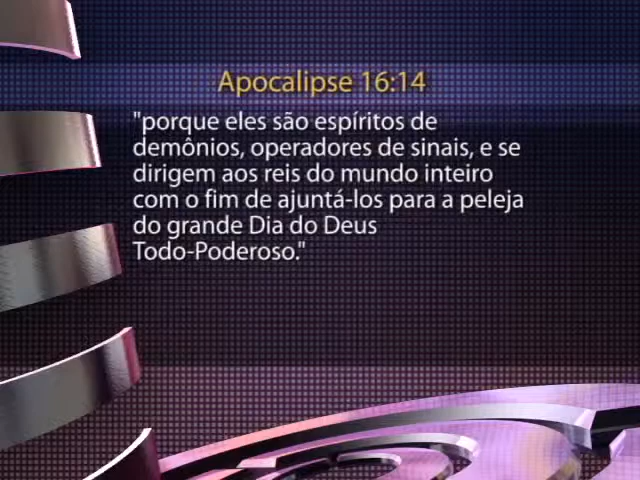 Apocalipse 16:14
"porque eles são espíritos de
demônios, operadores de sinais, e se
dirigem aos reis do mundo inteiro
com o fim de ajuntá-los para a peleja
do grande Dia do Deus
Todo-Poderoso."